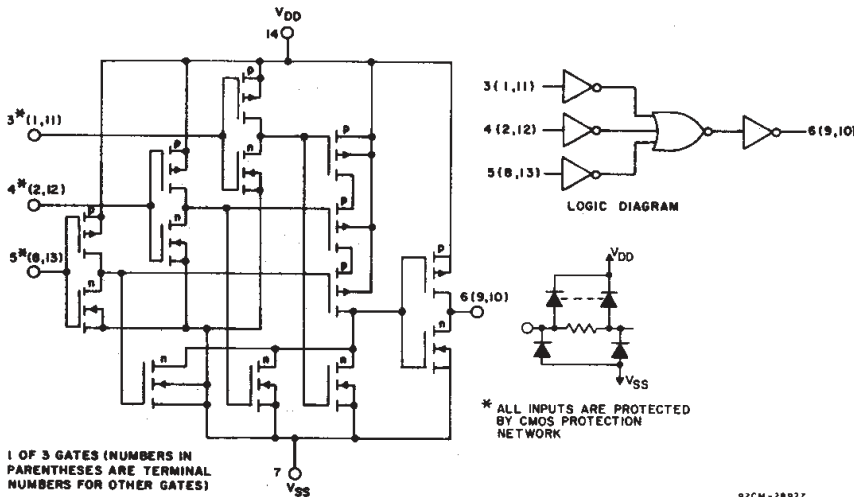 VDD
14
p
p
3*(1,11)
n
p
4*(2,12)
p
n
p
5*(8,13)
n
p
p
6(9,10)
n
n
n
n
7
VSS
1 OF 3 GATES (NUMBERS IN
PARENTHESES ARE TERMINAL
NUMBERS FOR OTHER GATES)
3(1,11)
4(2,12)
6(9,10)
5(8,13)
LOGIC DIAGRAM
VDD
VSS
* ALL INPUTS ARE PROTECTED
BY CMOS PROTECTION
NETWORK
92CM-28927